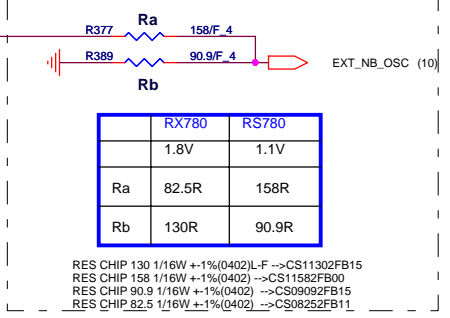 Ra
R377 158/F_4
R389 90.9/F_4
EXT_NB_OSC (10)
Rb
RX780 RS780
1.8V 1.1V
Ra 82.5R 158R
Rb 130R 90.9R
RES CHIP 130 1/16W +-1%(0402)L-F -->CS11302FB15
RES CHIP 158 1/16W +-1%(0402) -->CS11582FB00
RES CHIP 90.9 1/16W +-1%(0402) -->CS09092FB15
RES CHIP 82.5 1/16W +-1%(0402) -->CS08252FB11